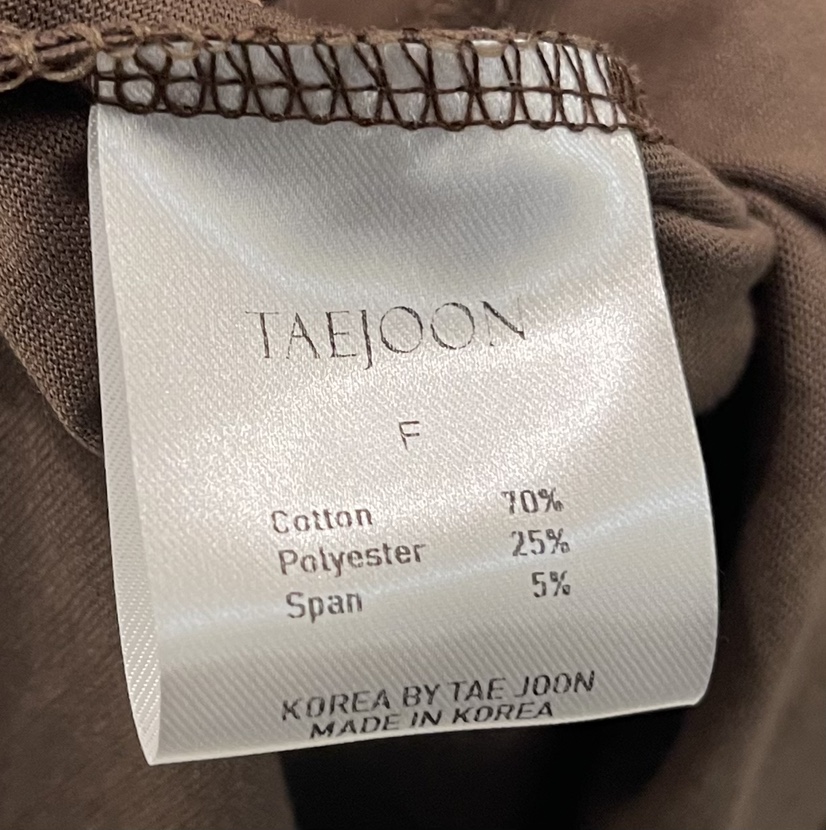 TAEJOON
F
Cotton 70%
Polyester 25%
Span 5%
KOREA BY TAE JOON
MADE IN KOREA